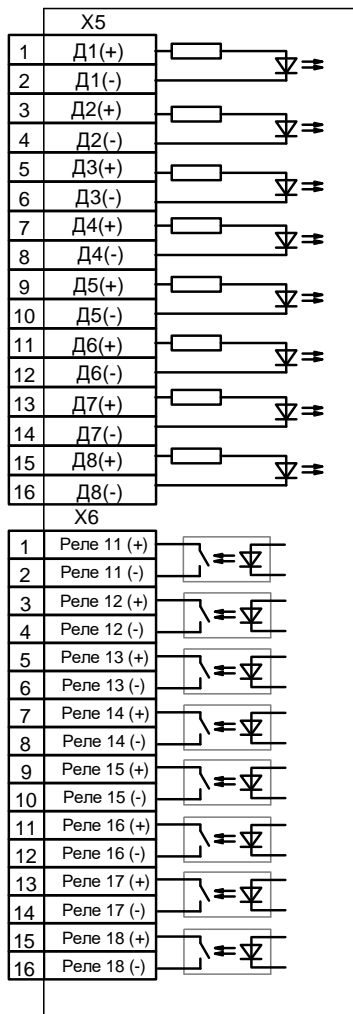 X5
1 Д1(+)
2 Д1(-)
3 Д2(+)
4 Д2(-)
5 Д3(+)
6 Д3(-)
7 Д4(+)
8 Д4(-)
9 Д5(+)
10 Д5(-)
11 Д6(+)
12 Д6(-)
13 Д7(+)
14 Д7(-)
15 Д8(+)
16 Д8(-)
X6
1 Реле 11 (+)
2 Реле 11 (-)
3 Реле 12 (+)
4 Реле 12 (-)
5 Реле 13 (+)
6 Реле 13 (-)
7 Реле 14 (+)
8 Реле 14 (-)
9 Реле 15 (+)
10 Реле 15 (-)
11 Реле 16 (+)
12 Реле 16 (-)
13 Реле 17 (+)
14 Реле 17 (-)
15 Реле 18 (+)
16 Реле 18 (-)